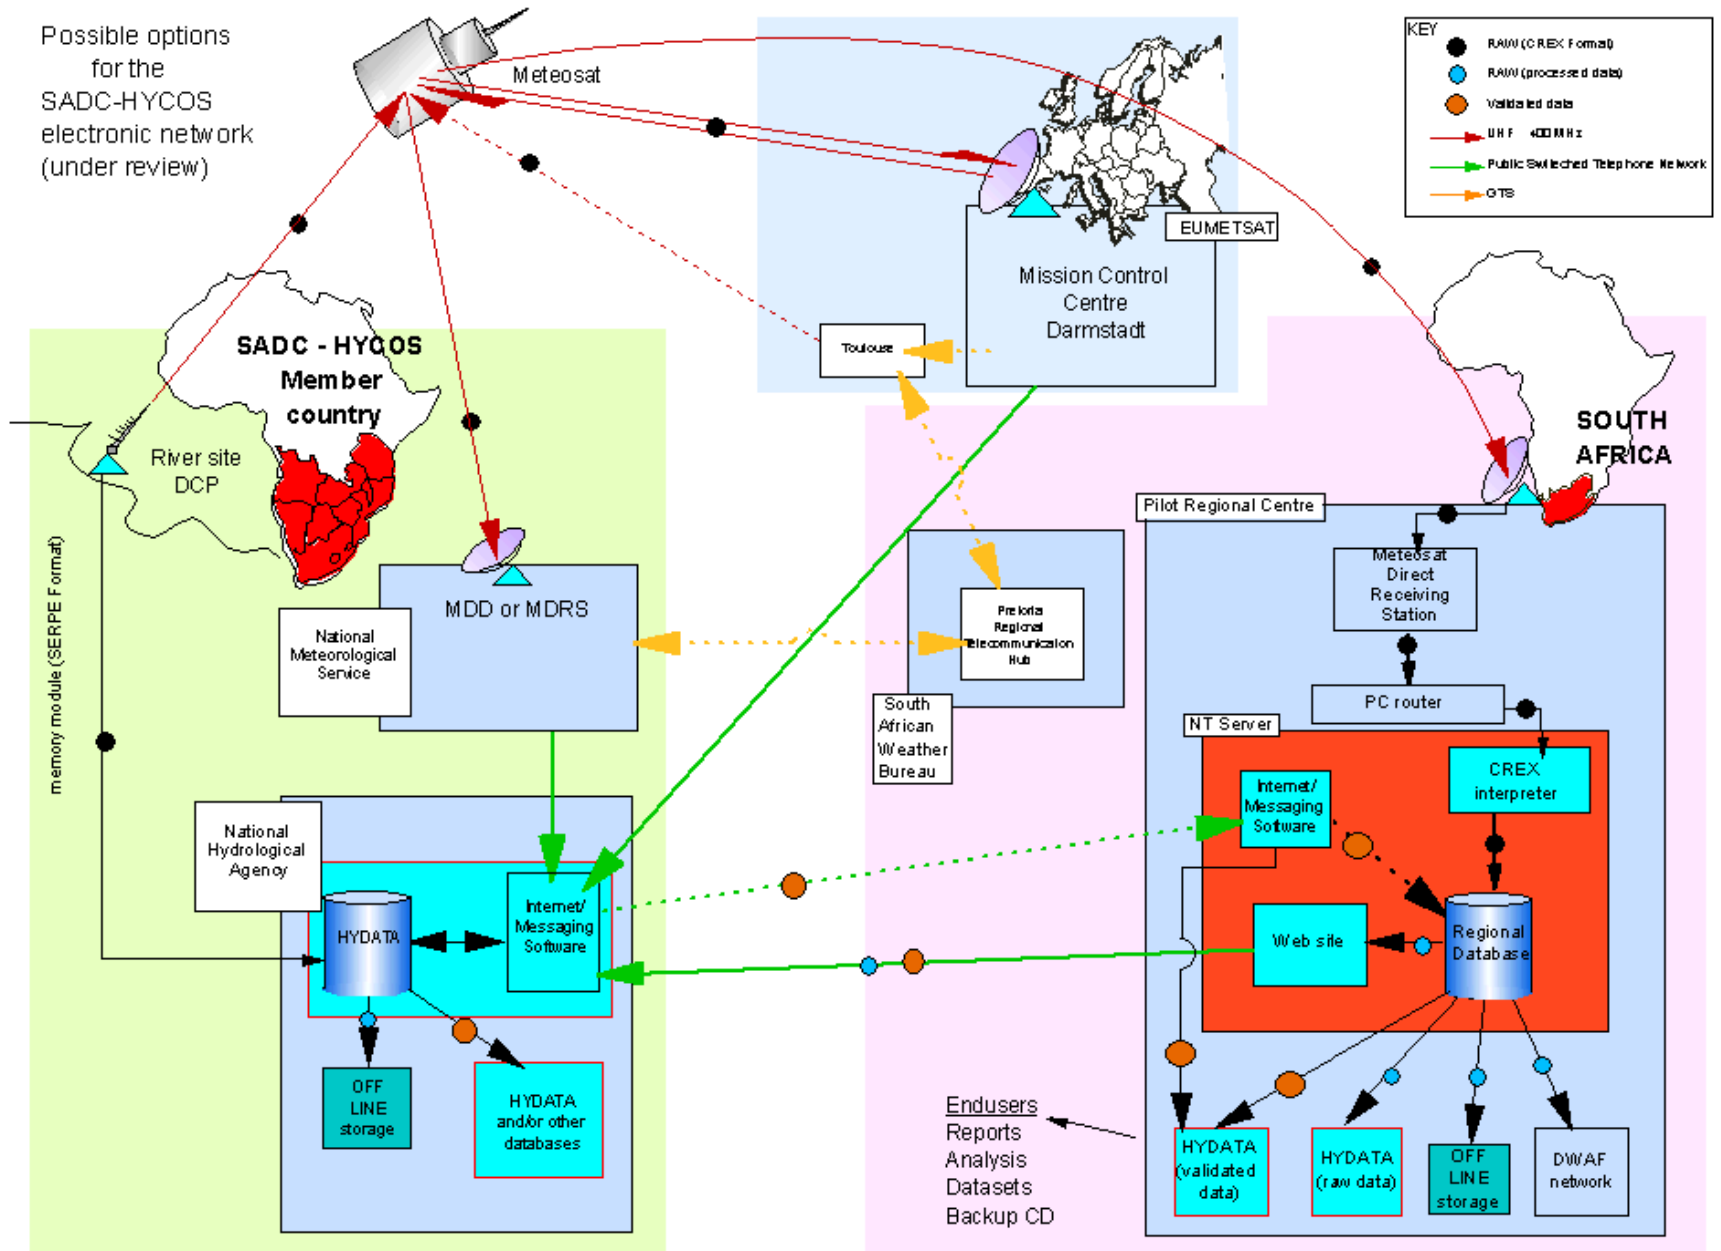 Possible options
for the
SADC-HYCOS
electronic network
(under review)
Meteosat
KEY
RAW (CREX Format)
RAW (processed data)
Validated data
UHF 400 MHz
Public Switeched Telephone Network
GTS
EUMETSAT
Mission Control
Centre
Darmstadt
Toulouse
SADC - HYCOS
Member
country
River site
DCP
memory module (SERPE Format)
SOUTH
AFRICA
Pilot Regional Centre
Meteosat
Direct
Receiving
Station
PC router
NT Server
CREX
interpreter
Internet/
Messaging
Software
Regional
Database
Web site
MDD or MDRS
National
Meteorological
Service
Pretoria
Regional
Telecommunication
Hub
South
African
Weather
Bureau
National
Hydrological
Agency
HYDATA
Internet/
Messaging
Software
OFF
LINE
storage
HYDATA
and/or other
databases
Endusers
Reports
Analysis
Datasets
Backup CD
HYDATA
(validated
data)
HYDATA
(raw data)
OFF
LINE
storage
DWAF
network